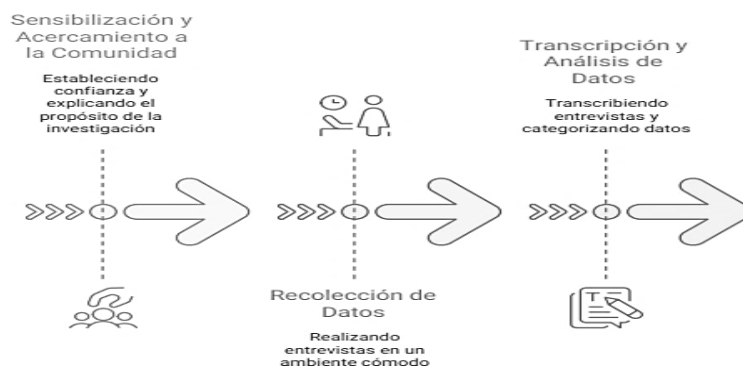 Sensibilización y
Acercamiento a
la Comunidad
Estableciendo
confianza y
explicando el
propósito de la
investigación
Recolección de
Datos
Realizando
entrevistas en un
ambiente cómodo
Transcripción y
Análisis de
Datos
Transcribiendo
entrevistas y
categorizando datos
T